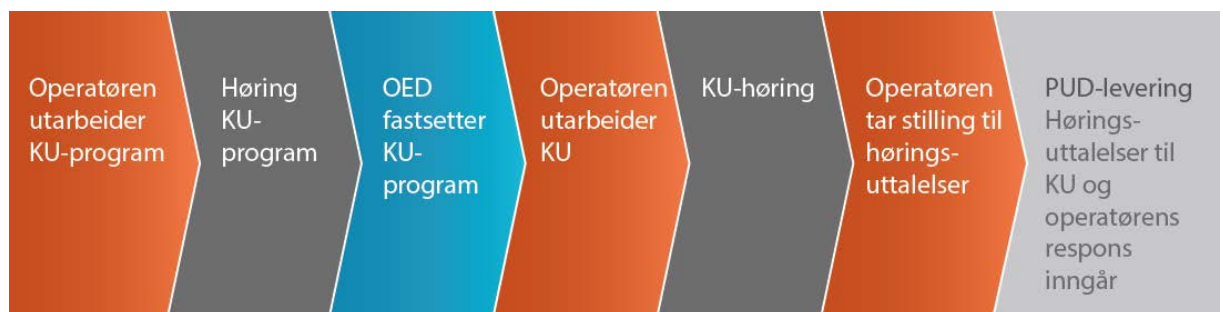 Operatøren
utarbeider
KU-program
Høring
KU-
program
OED
fastsetter
KU-
program
Operatøren
utarbeider
KU
KU-høring
Operatøren
tar stilling til
hørings-
uttalelser
PUD-levering
Hørings-
uttalelser til
KU og
operatørens
respons
inngår